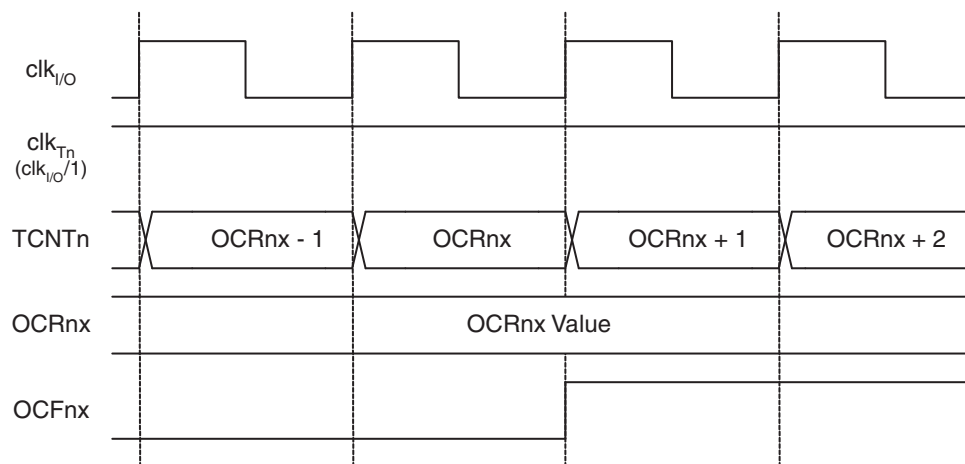 clkI/O
clkTn
(clkI/O/1)
TCNTn
OCRnx - 1
OCRnx
OCRnx + 1
OCRnx + 2
OCRnx
OCRnx Value
OCFnx